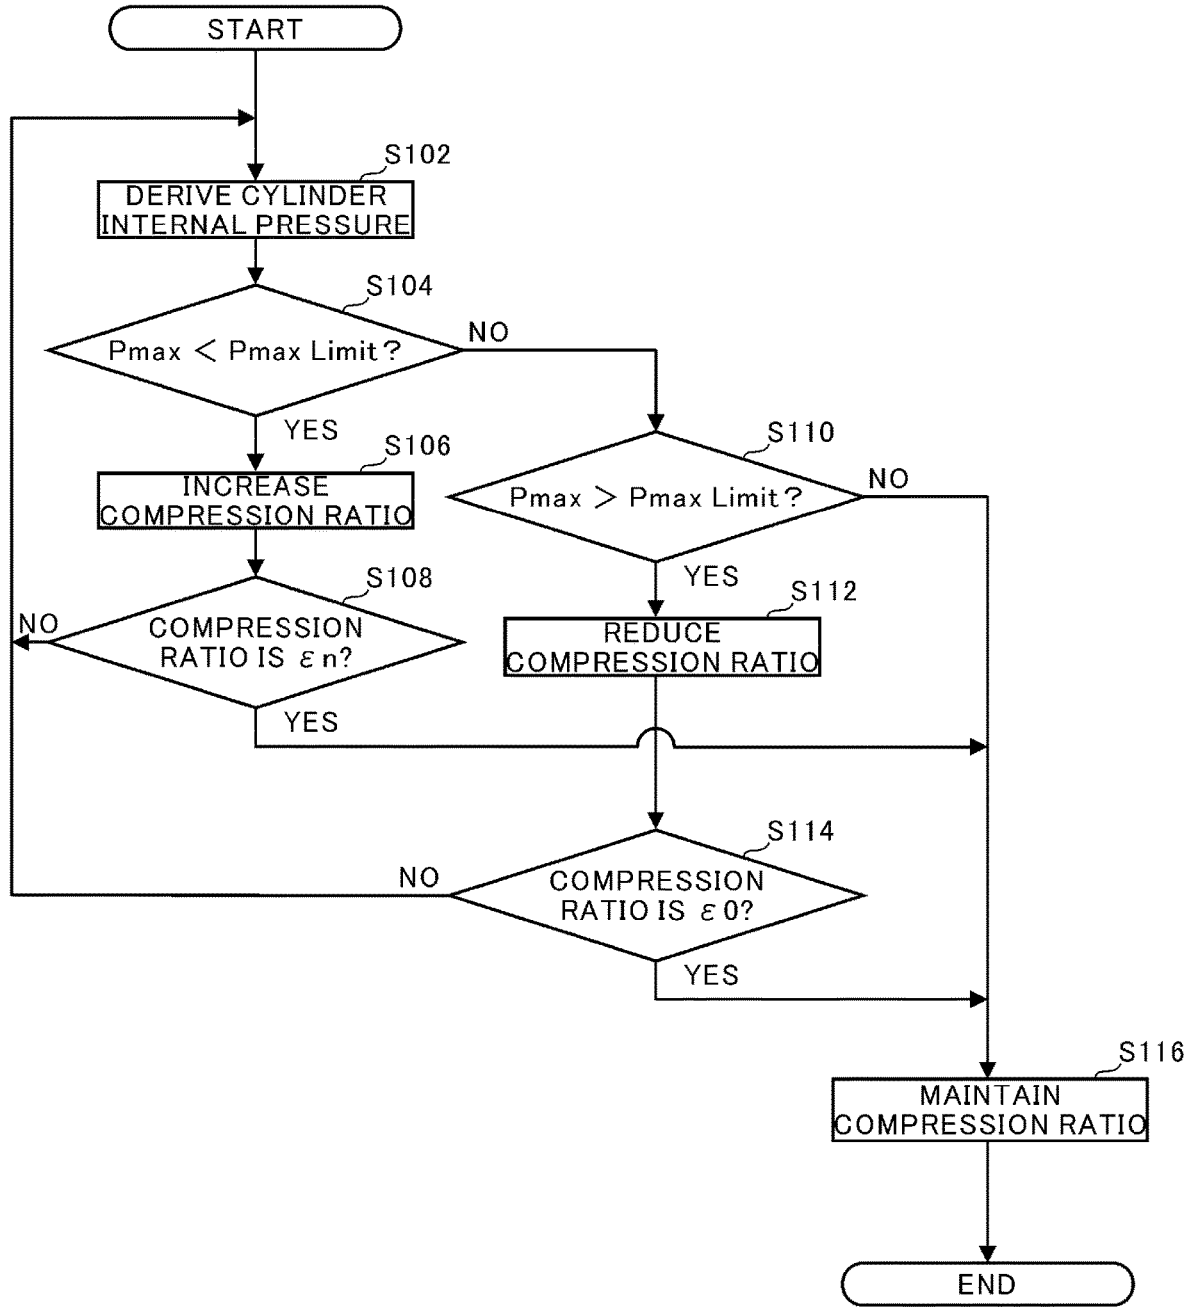 START
S102
DERIVE CYLINDER
INTERNAL PRESSURE
S104
Pmax < Pmax Limit?
NO
YES
S106
INCREASE
COMPRESSION RATIO
S110
Pmax > Pmax Limit?
NO
YES
S108
COMPRESSION
RATIO IS εn?
NO
YES
S112
REDUCE
COMPRESSION RATIO
S114
COMPRESSION
RATIO IS ε0?
NO
YES
S116
MAINTAIN
COMPRESSION RATIO
END